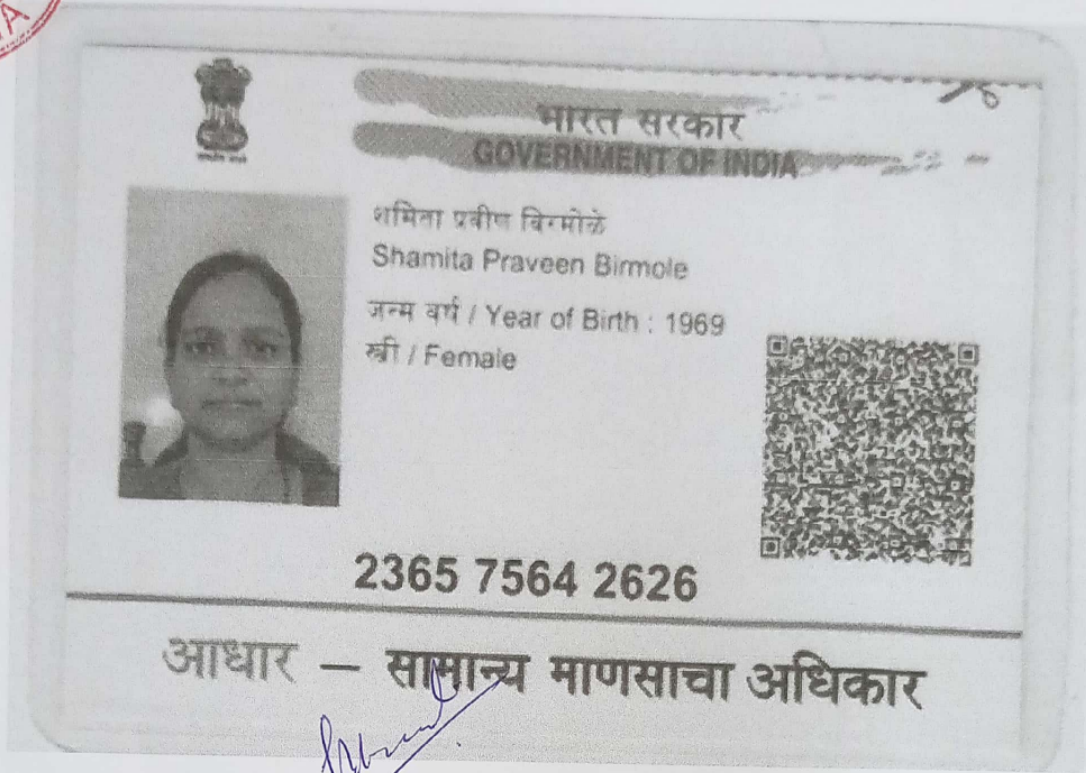 भारत सरकार
GOVERNMENT OF INDIA
शमिता प्रवीण बिरमोळे
Shamita Praveen Birmole
जन्म वर्ष / Year of Birth : 1969
स्त्री / Female
2365 7564 2626
आधार – सामान्य माणसाचा अधिकार